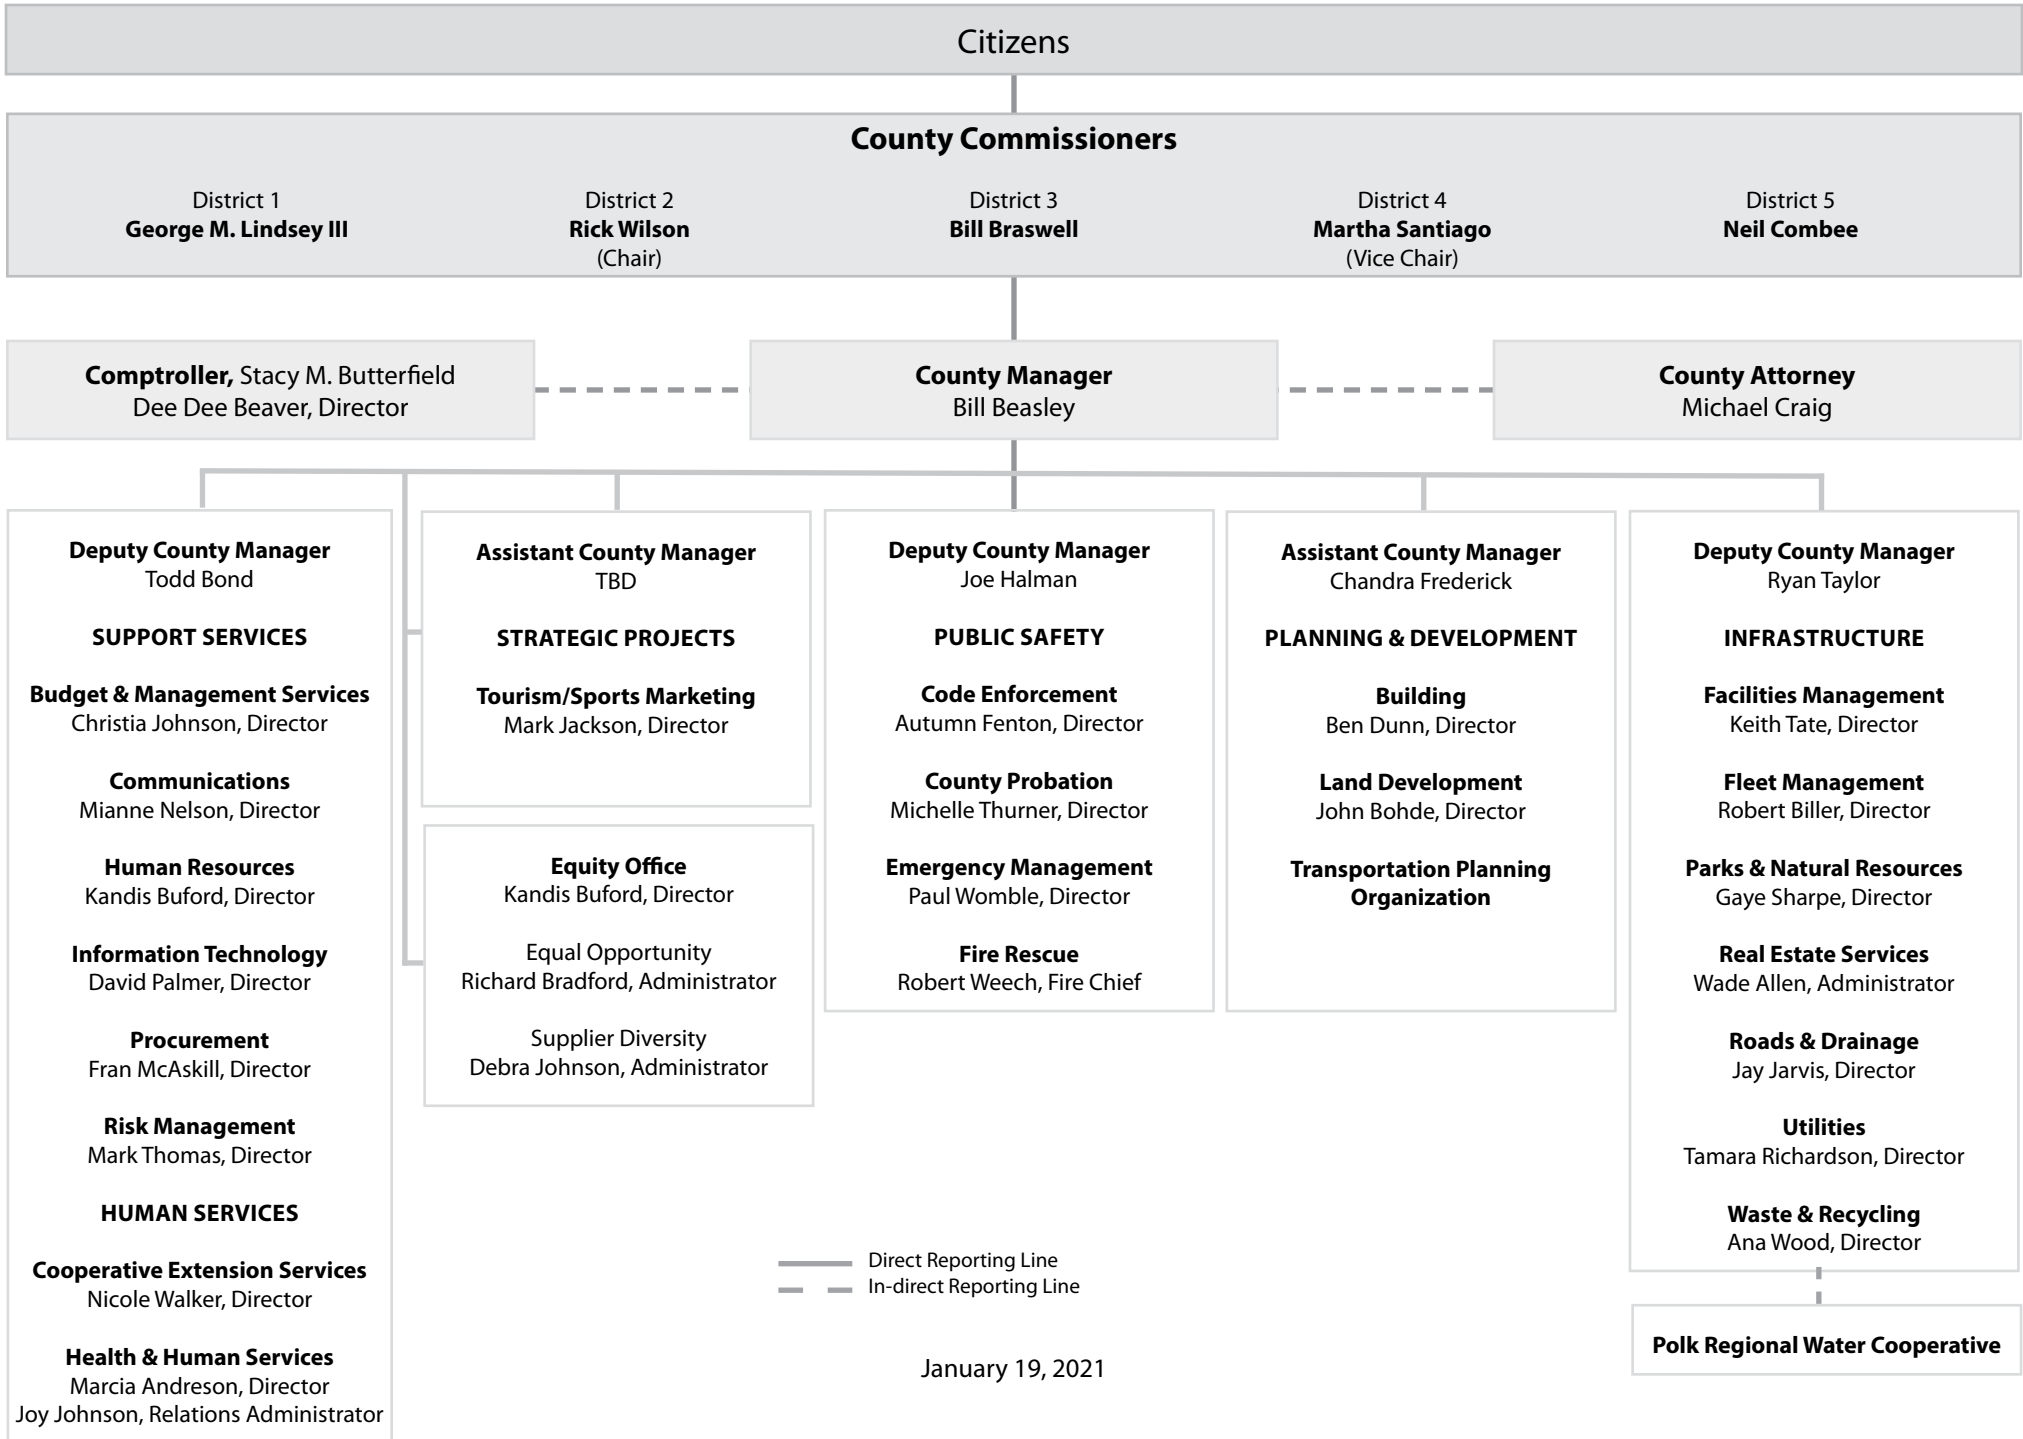 Citizens
County Commissioners
District 1
George M. Lindsey III
District 2
Rick Wilson
(Chair)
District 3
Bill Braswell
District 4
Martha Santiago
(Vice Chair)
District 5
Neil Combee
Comptroller, Stacy M. Butterfield
Dee Dee Beaver, Director
County Manager
Bill Beasley
County Attorney
Michael Craig
Deputy County Manager
Todd Bond
SUPPORT SERVICES
Budget & Management Services
Christia Johnson, Director
Communications
Mianne Nelson, Director
Human Resources
Kandis Buford, Director
Information Technology
David Palmer, Director
Procurement
Fran McAskill, Director
Risk Management
Mark Thomas, Director
HUMAN SERVICES
Cooperative Extension Services
Nicole Walker, Director
Health & Human Services
Marcia Andreson, Director
Joy Johnson, Relations Administrator
Assistant County Manager
TBD
STRATEGIC PROJECTS
Tourism/Sports Marketing
Mark Jackson, Director
Equity Office
Kandis Buford, Director
Equal Opportunity
Richard Bradford, Administrator
Supplier Diversity
Debra Johnson, Administrator
Deputy County Manager
Joe Halman
PUBLIC SAFETY
Code Enforcement
Autumn Fenton, Director
County Probation
Michelle Thurner, Director
Emergency Management
Paul Womble, Director
Fire Rescue
Robert Weech, Fire Chief
Assistant County Manager
Chandra Frederick
PLANNING & DEVELOPMENT
Building
Ben Dunn, Director
Land Development
John Bohde, Director
Transportation Planning
Organization
Deputy County Manager
Ryan Taylor
INFRASTRUCTURE
Facilities Management
Keith Tate, Director
Fleet Management
Robert Biller, Director
Parks & Natural Resources
Gaye Sharpe, Director
Real Estate Services
Wade Allen, Administrator
Roads & Drainage
Jay Jarvis, Director
Utilities
Tamara Richardson, Director
Waste & Recycling
Ana Wood, Director
Polk Regional Water Cooperative
Direct Reporting Line
In-direct Reporting Line
January 19, 2021